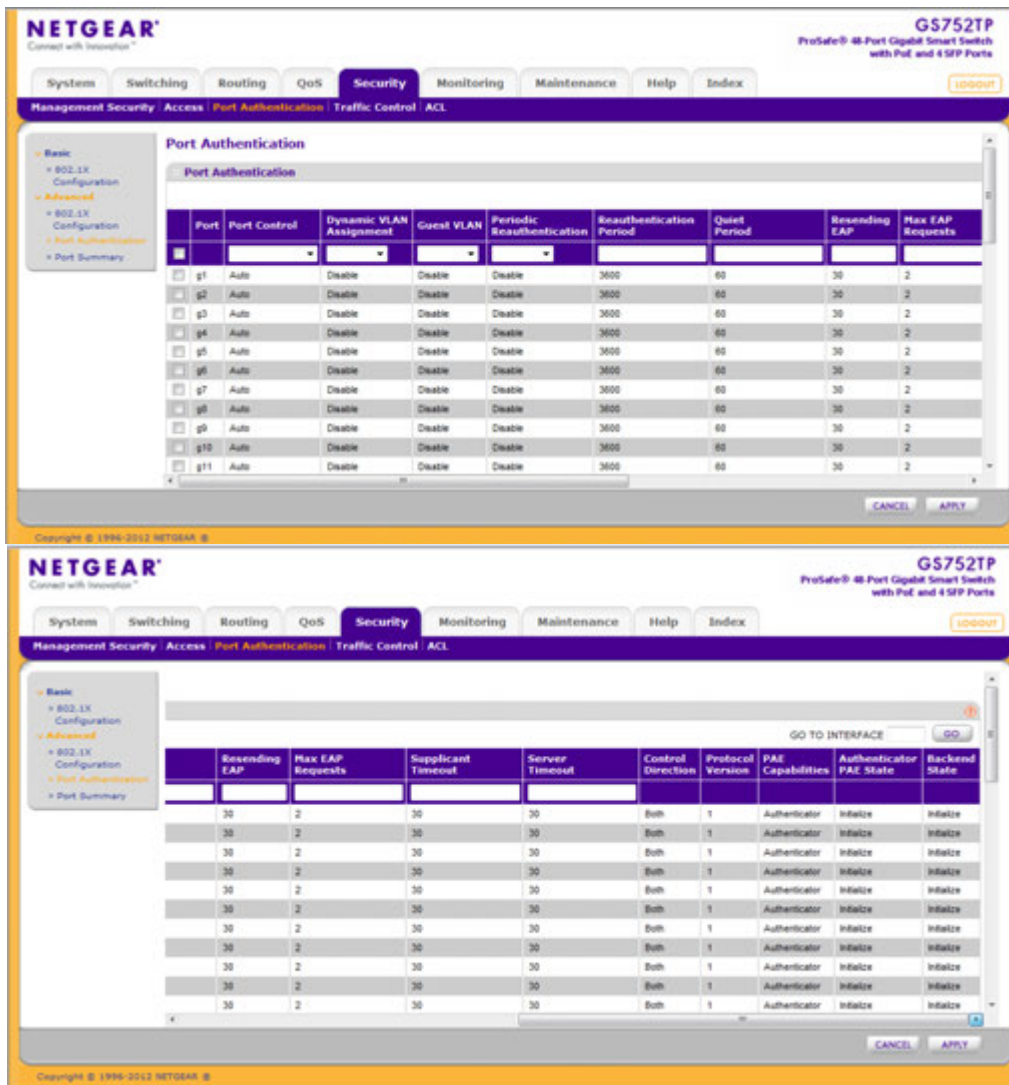 NETGEAR®
Connect with Innovation™
GS752TP
ProSafe® 48-Port Gigabit Smart Switch
with PoE and 4 SFP Ports
System Switching Routing QoS Security Monitoring Maintenance Help Index LOGOUT
Management Security Access Port Authentication Traffic Control ACL
Basic
802.1X
Configuration
Advanced
802.1X
Configuration
Port Authentication
Port Summary
Port Authentication
Port Authentication
Port Port Control Dynamic VLAN Assignment Guest VLAN Periodic Reauthentication Reauthentication Period Quiet Period Resending EAP Max EAP Requests
g1 Auto Disable Disable Disable 3600 60 30 2
g2 Auto Disable Disable Disable 3600 60 30 2
g3 Auto Disable Disable Disable 3600 60 30 2
g4 Auto Disable Disable Disable 3600 60 30 2
g5 Auto Disable Disable Disable 3600 60 30 2
g6 Auto Disable Disable Disable 3600 60 30 2
g7 Auto Disable Disable Disable 3600 60 30 2
g8 Auto Disable Disable Disable 3600 60 30 2
g9 Auto Disable Disable Disable 3600 60 30 2
g10 Auto Disable Disable Disable 3600 60 30 2
g11 Auto Disable Disable Disable 3600 60 30 2
CANCEL APPLY
Copyright © 1996-2012 NETGEAR ®
NETGEAR®
Connect with Innovation™
GS752TP
ProSafe® 48-Port Gigabit Smart Switch
with PoE and 4 SFP Ports
System Switching Routing QoS Security Monitoring Maintenance Help Index LOGOUT
Management Security Access Port Authentication Traffic Control ACL
Basic
802.1X
Configuration
Advanced
802.1X
Configuration
Port Authentication
Port Summary
GO TO INTERFACE GO
Resending EAP Max EAP Requests Supplicant Timeout Server Timeout Control Direction Protocol Version PAE Capabilities Authenticator PAE State Backend State
30 2 30 30 Both 1 Authenticator Initialize Initialize
30 2 30 30 Both 1 Authenticator Initialize Initialize
30 2 30 30 Both 1 Authenticator Initialize Initialize
30 2 30 30 Both 1 Authenticator Initialize Initialize
30 2 30 30 Both 1 Authenticator Initialize Initialize
30 2 30 30 Both 1 Authenticator Initialize Initialize
30 2 30 30 Both 1 Authenticator Initialize Initialize
30 2 30 30 Both 1 Authenticator Initialize Initialize
30 2 30 30 Both 1 Authenticator Initialize Initialize
30 2 30 30 Both 1 Authenticator Initialize Initialize
30 2 30 30 Both 1 Authenticator Initialize Initialize
CANCEL APPLY
Copyright © 1996-2012 NETGEAR ®